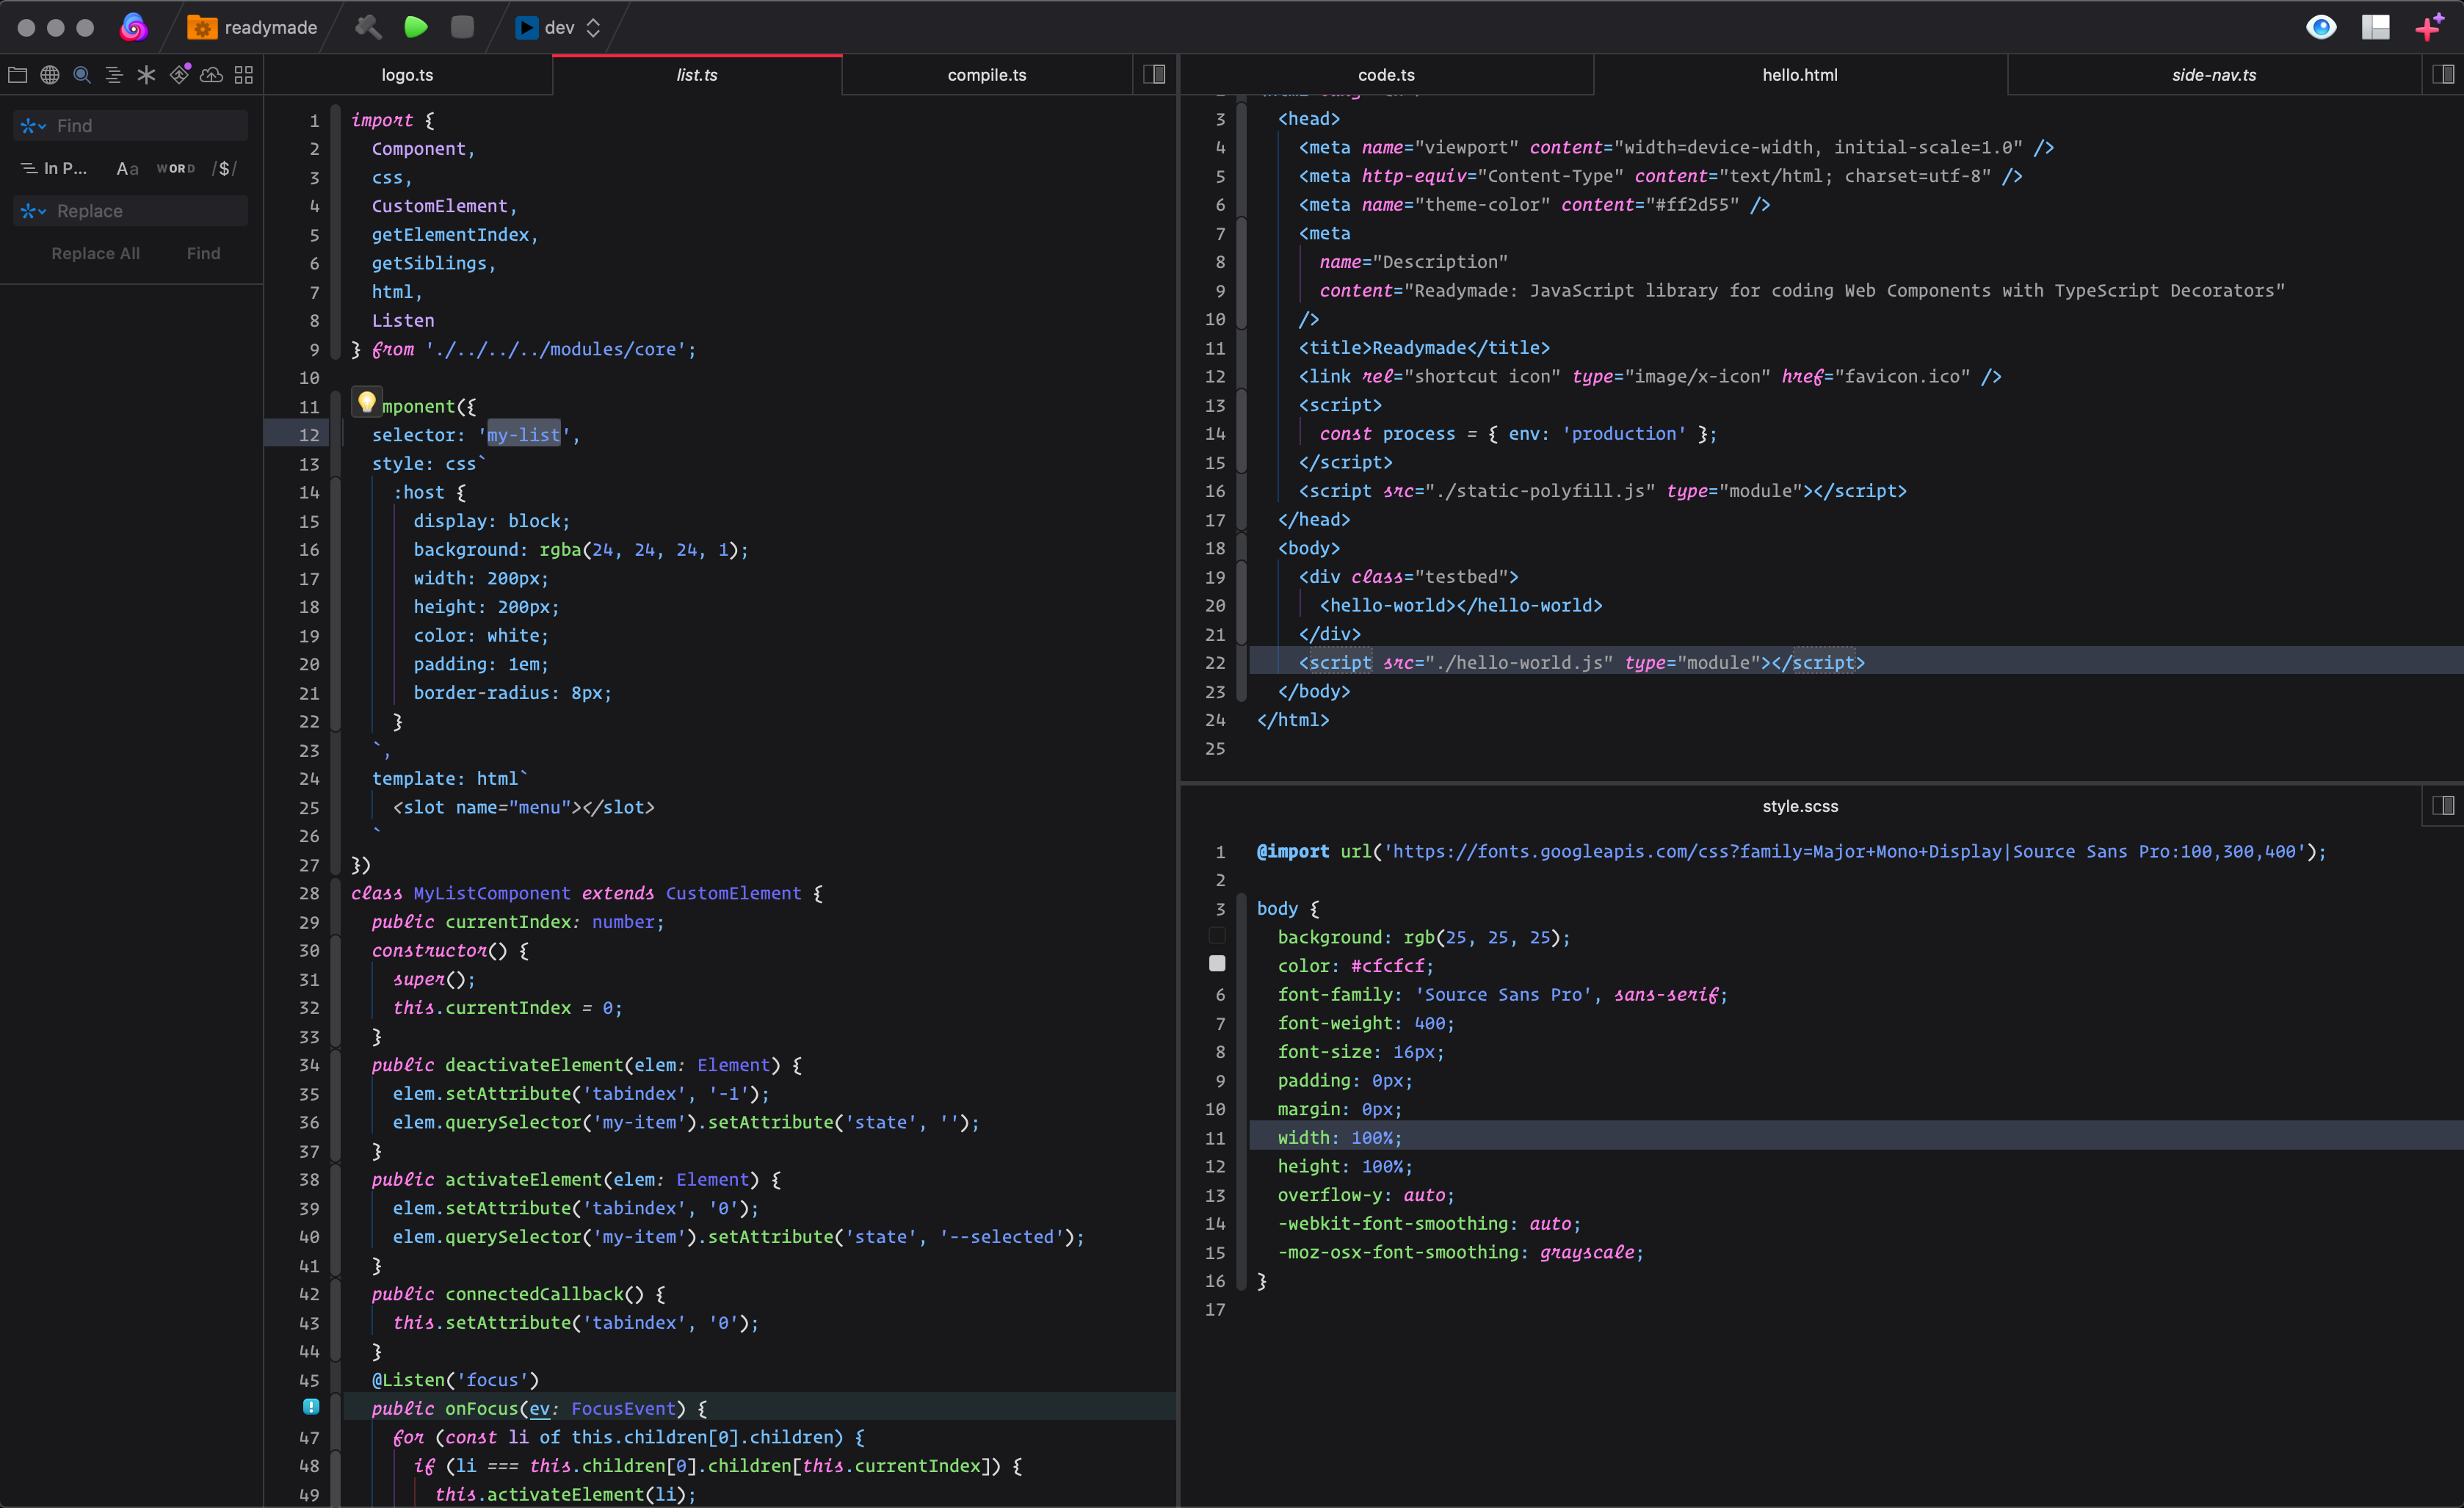 readymade
dev
Find
In P...
Aa
WORD
/$/
Replace
Replace All
Find
logo.ts
list.ts
compile.ts
1 import {
2 Component,
3 css,
4 CustomElement,
5 getElementIndex,
6 getSiblings,
7 html,
8 Listen
9 } from './../../../modules/core';
10
11 mponent({
12 selector: 'my-list',
13 style: css`
14 :host {
15 display: block;
16 background: rgba(24, 24, 24, 1);
17 width: 200px;
18 height: 200px;
19 color: white;
20 padding: 1em;
21 border-radius: 8px;
22 }
23 `,
24 template: html`
25 <slot name="menu"></slot>
26 `
27 })
28 class MyListComponent extends CustomElement {
29 public currentIndex: number;
30 constructor() {
31 super();
32 this.currentIndex = 0;
33 }
34 public deactivateElement(elem: Element) {
35 elem.setAttribute('tabindex', '-1');
36 elem.querySelector('my-item').setAttribute('state', '');
37 }
38 public activateElement(elem: Element) {
39 elem.setAttribute('tabindex', '0');
40 elem.querySelector('my-item').setAttribute('state', '--selected');
41 }
42 public connectedCallback() {
43 this.setAttribute('tabindex', '0');
44 }
45 @Listen('focus')
public onFocus(ev: FocusEvent) {
47 for (const li of this.children[0].children) {
48 if (li === this.children[0].children[this.currentIndex]) {
49 this.activateElement(li);
code.ts
hello.html
side-nav.ts
3 <head>
4 <meta name="viewport" content="width=device-width, initial-scale=1.0" />
5 <meta http-equiv="Content-Type" content="text/html; charset=utf-8" />
6 <meta name="theme-color" content="#ff2d55" />
7 <meta
8 name="Description"
9 content="Readymade: JavaScript library for coding Web Components with TypeScript Decorators"
10 />
11 <title>Readymade</title>
12 <link rel="shortcut icon" type="image/x-icon" href="favicon.ico" />
13 <script>
14 const process = { env: 'production' };
15 </script>
16 <script src="./static-polyfill.js" type="module"></script>
17 </head>
18 <body>
19 <div class="testbed">
20 <hello-world></hello-world>
21 </div>
22 <script src="./hello-world.js" type="module"></script>
23 </body>
24 </html>
25
style.scss
1 @import url('https://fonts.googleapis.com/css?family=Major+Mono+Display|Source Sans Pro:100,300,400');
2
3 body {
background: rgb(25, 25, 25);
color: #cfcfcf;
6 font-family: 'Source Sans Pro', sans-serif;
7 font-weight: 400;
8 font-size: 16px;
9 padding: 0px;
10 margin: 0px;
11 width: 100%;
12 height: 100%;
13 overflow-y: auto;
14 -webkit-font-smoothing: auto;
15 -moz-osx-font-smoothing: grayscale;
16 }
17